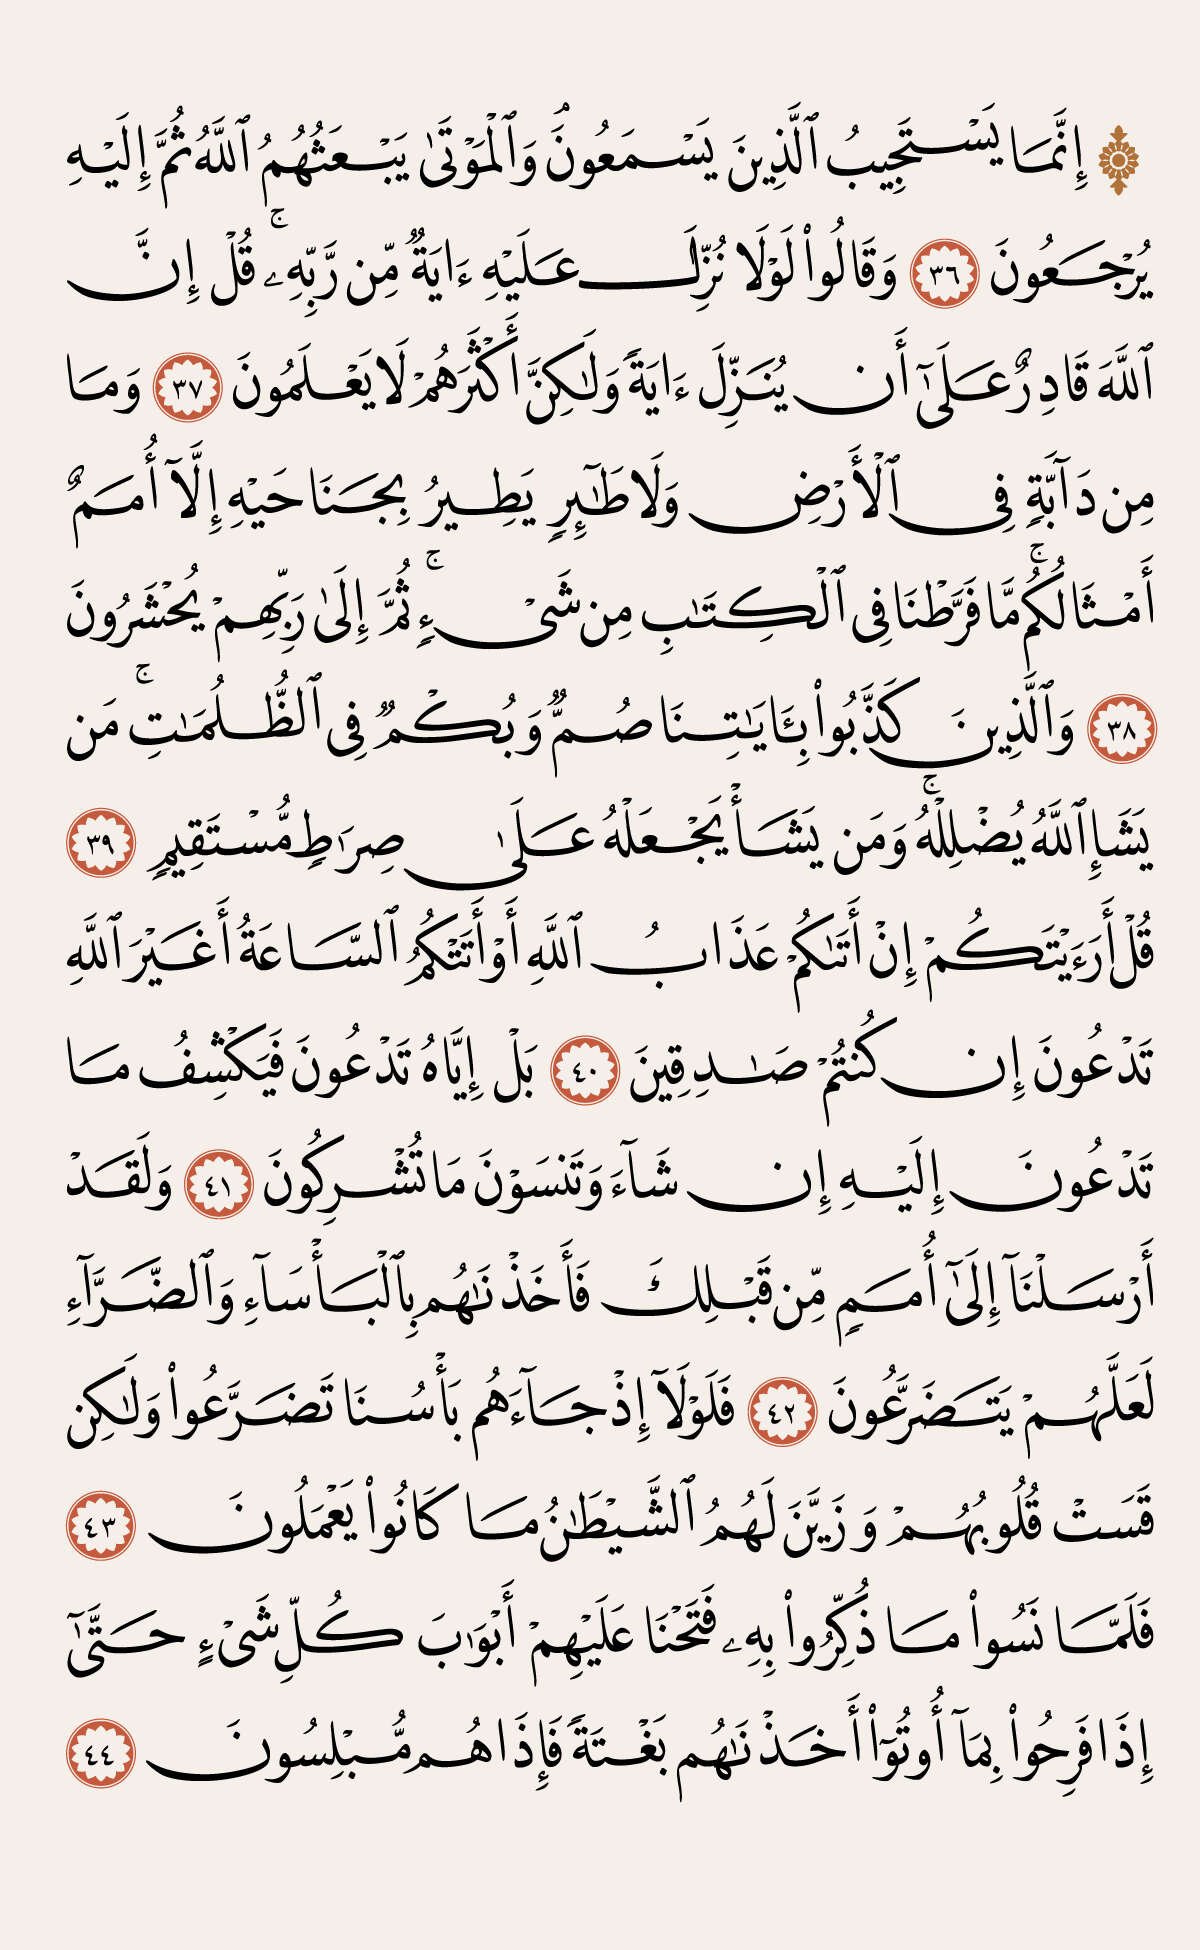 ۞ إِنَّمَا يَسۡتَجِيبُ ٱلَّذِينَ يَسۡمَعُونَۘ وَٱلۡمَوۡتَىٰ يَبۡعَثُهُمُ ٱللَّهُ ثُمَّ إِلَيۡهِ
يُرۡجَعُونَ ٣٦ وَقَالُواْ لَوۡلَا نُزِّلَ عَلَيۡهِ ءَايَةٞ مِّن رَّبِّهِۦۚ قُلۡ إِنَّ
ٱللَّهَ قَادِرٌ عَلَىٰٓ أَن يُنَزِّلَ ءَايَةٗ وَلَٰكِنَّ أَكۡثَرَهُمۡ لَا يَعۡلَمُونَ ٣٧ وَمَا
مِن دَآبَّةٖ فِي ٱلۡأَرۡضِ وَلَا طَٰٓئِرٖ يَطِيرُ بِجَنَاحَيۡهِ إِلَّآ أُمَمٌ
أَمۡثَالُكُمۚ مَّا فَرَّطۡنَا فِي ٱلۡكِتَٰبِ مِن شَيۡءٖۚ ثُمَّ إِلَىٰ رَبِّهِمۡ يُحۡشَرُونَ
٣٨ وَٱلَّذِينَ كَذَّبُواْ بِـَٔايَٰتِنَا صُمّٞ وَبُكۡمٞ فِي ٱلظُّلُمَٰتِۗ مَن
يَشَإِ ٱللَّهُ يُضۡلِلۡهُۚ وَمَن يَشَأۡ يَجۡعَلۡهُ عَلَىٰ صِرَٰطٖ مُّسۡتَقِيمٖ ٣٩
قُلۡ أَرَءَيۡتَكُمۡ إِنۡ أَتَىٰكُمۡ عَذَابُ ٱللَّهِ أَوۡ أَتَتۡكُمُ ٱلسَّاعَةُ أَغَيۡرَ ٱللَّهِ
تَدۡعُونَ إِن كُنتُمۡ صَٰدِقِينَ ٤٠ بَلۡ إِيَّاهُ تَدۡعُونَ فَيَكۡشِفُ مَا
تَدۡعُونَ إِلَيۡهِ إِن شَآءَ وَتَنسَوۡنَ مَا تُشۡرِكُونَ ٤١ وَلَقَدۡ
أَرۡسَلۡنَآ إِلَىٰٓ أُمَمٖ مِّن قَبۡلِكَ فَأَخَذۡنَٰهُم بِٱلۡبَأۡسَآءِ وَٱلضَّرَّآءِ
لَعَلَّهُمۡ يَتَضَرَّعُونَ ٤٢ فَلَوۡلَآ إِذۡ جَآءَهُم بَأۡسُنَا تَضَرَّعُواْ وَلَٰكِن
قَسَتۡ قُلُوبُهُمۡ وَزَيَّنَ لَهُمُ ٱلشَّيۡطَٰنُ مَا كَانُواْ يَعۡمَلُونَ ٤٣
فَلَمَّا نَسُواْ مَا ذُكِّرُواْ بِهِۦ فَتَحۡنَا عَلَيۡهِمۡ أَبۡوَٰبَ كُلِّ شَيۡءٍ حَتَّىٰٓ
إِذَا فَرِحُواْ بِمَآ أُوتُوٓاْ أَخَذۡنَٰهُم بَغۡتَةٗ فَإِذَا هُم مُّبۡلِسُونَ ٤٤